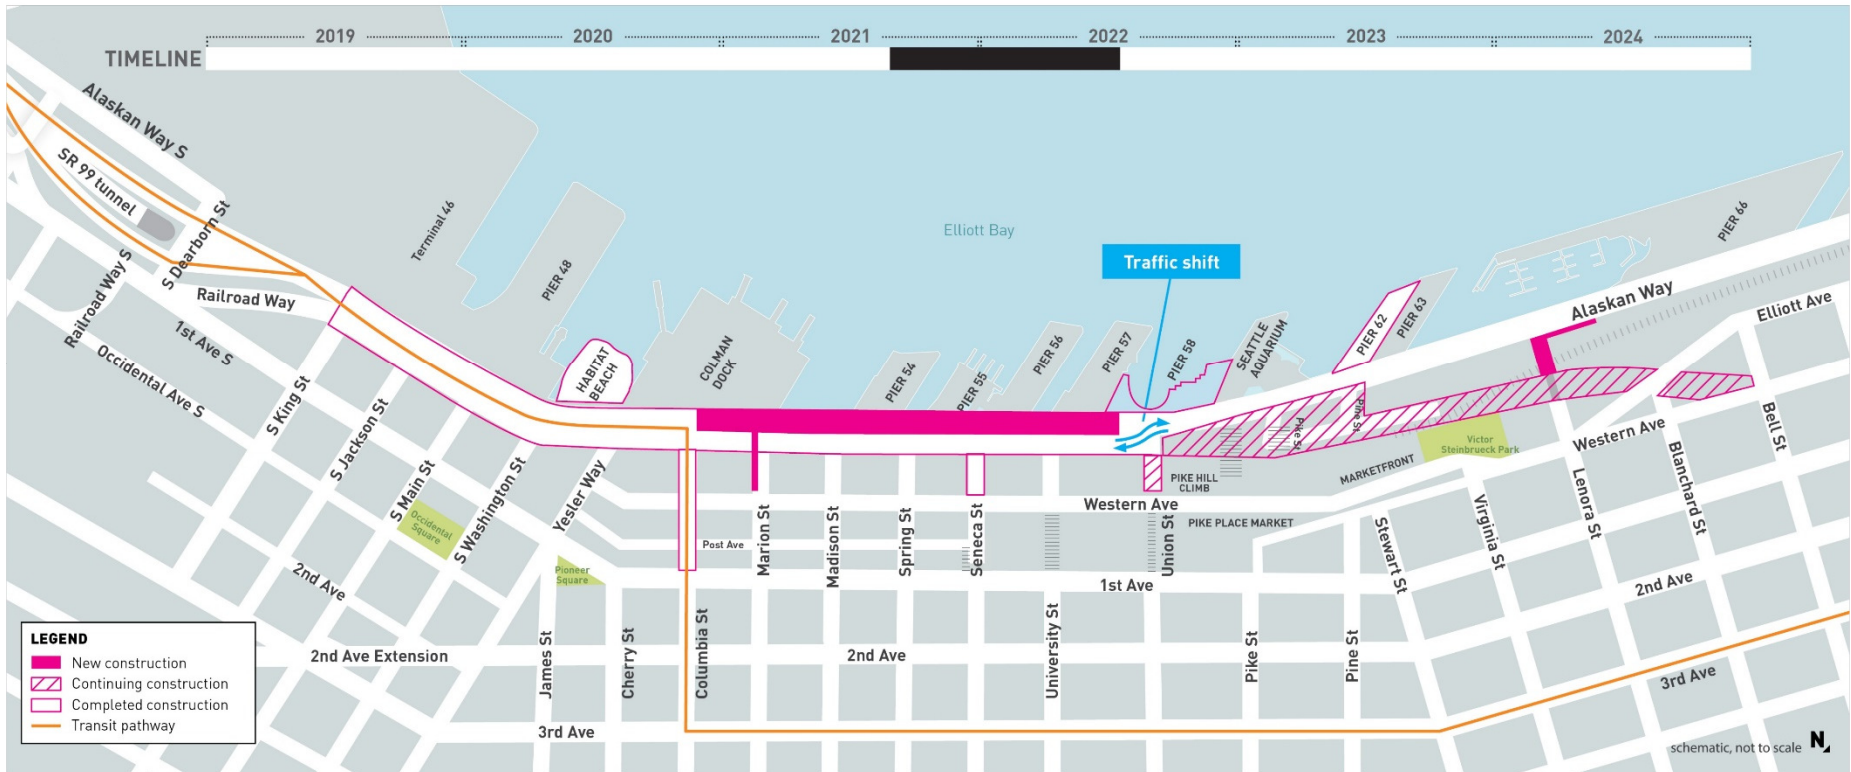 2019
2020
2021
2022
2023
2024
TIMELINE
Alaskan Way S
SR 99 tunnel
S Dearborn St
Railroad Way S
Railroad Way
1st Ave S
Occidental Ave S
S King St
S Jackson St
S Main St
S Washington St
Yesler Way
Occidental
Square
2nd Ave
Terminal 46
PIER 48
HABITAT
BEACH
COLMAN
DOCK
Elliott Bay
PIER 54
PIER 55
PIER 56
PIER 57
PIER 58
Traffic shift
SEATTLE
AQUARIUM
PIER 62
PIER 63
PIER 66
Alaskan Way
Elliott Ave
Pike St
Pine St
Victor
Steinbrueck Park
Western Ave
Bell St
Blanchard St
Lenora St
Virginia St
Stewart St
MARKETFRONT
PIKE HILL
CLIMB
Western Ave
PIKE PLACE MARKET
Post Ave
Marion St
Madison St
Spring St
Seneca St
Union St
Pioneer
Square
1st Ave
2nd Ave
James St
Cherry St
Columbia St
University St
Pike St
Pine St
2nd Ave Extension
2nd Ave
3rd Ave
3rd Ave
LEGEND
New construction
Continuing construction
Completed construction
Transit pathway
schematic, not to scale
N